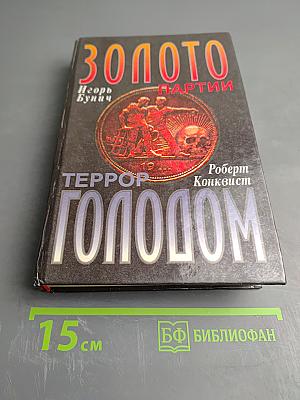 ЗОЛОТО
ПАРТИИ
Игорь
Бунич
Роберт
Конквист
ТЕРРОР
ГОЛОДОМ
15 см
БФ БИБЛИОФАН